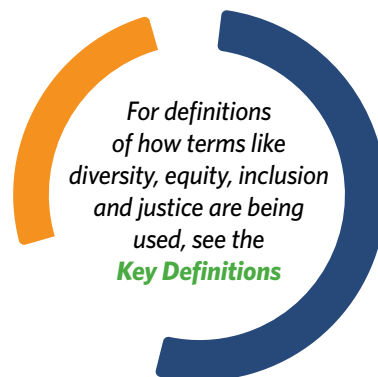 For definitions
of how terms like
diversity, equity, inclusion
and justice are being
used, see the
Key Definitions